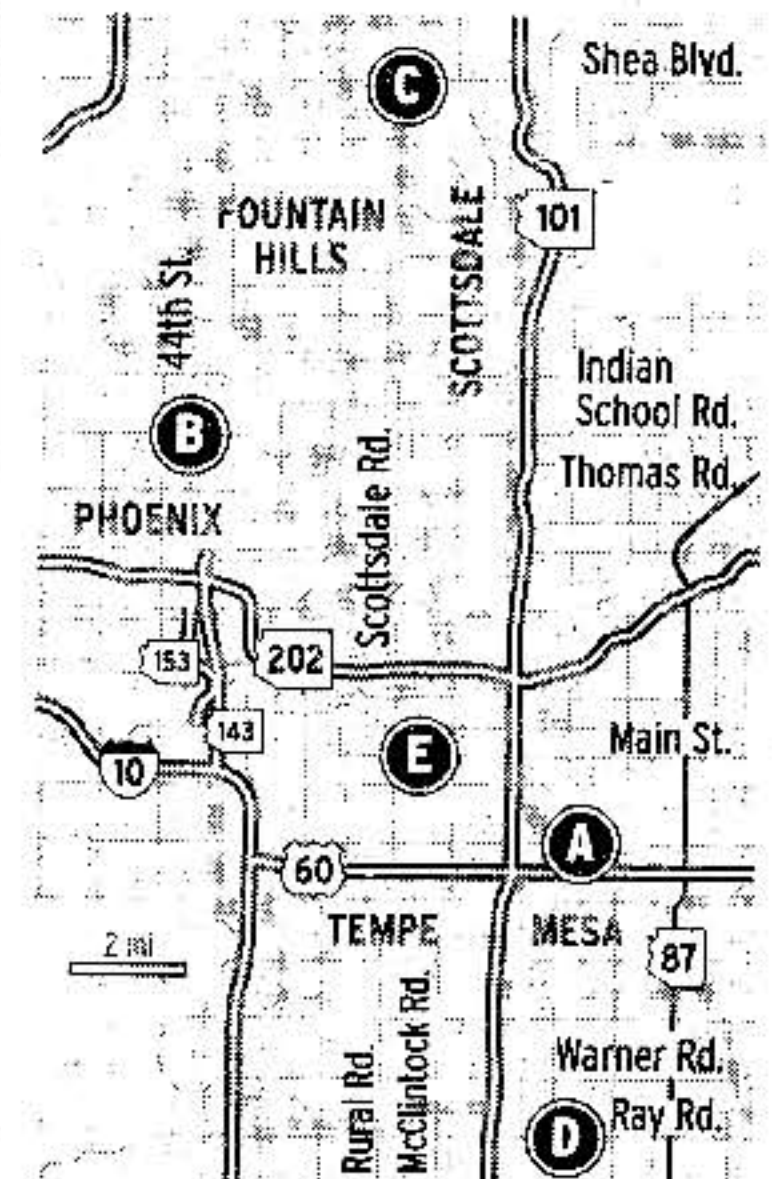 C
Shea Blvd.
101
FOUNTAIN
HILLS
SCOTTSDALE
44th St.
Indian
School Rd.
B
Thomas Rd.
Scottsdale Rd.
PHOENIX
153
202
143
E
Main St.
10
A
60
TEMPE
MESA
2 mi
87
McClintock Rd.
Rural Rd.
Warner Rd.
D
Ray Rd.